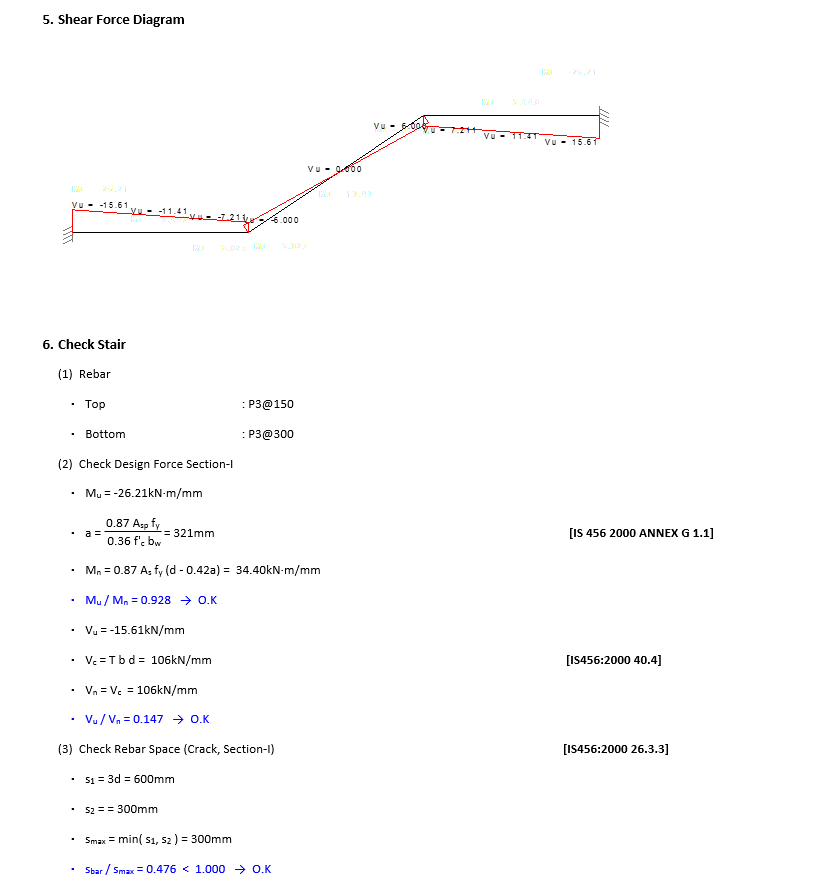 5. Shear Force Diagram
Vu = 6.000
Vu = 7.211
Vu = 11.41
Vu = 15.61
Vu = 0.000
Vu = -15.61
Vu = -11.41
Vu = -7.211
Vu = -6.000
6. Check Stair
(1) Rebar
· Top : P3@150
· Bottom : P3@300
(2) Check Design Force Section-I
· Mu = -26.21kN·m/mm
· a = 0.87 Asp fy / 0.36 f'c bw = 321mm [IS 456 2000 ANNEX G 1.1]
· Mn = 0.87 As fy (d - 0.42a) = 34.40kN·m/mm
· Mu / Mn = 0.928 → O.K
· Vu = -15.61kN/mm
· Vc = T b d = 106kN/mm [IS456:2000 40.4]
· Vn = Vc = 106kN/mm
· Vu / Vn = 0.147 → O.K
(3) Check Rebar Space (Crack, Section-I) [IS456:2000 26.3.3]
· s1 = 3d = 600mm
· s2 = = 300mm
· smax = min( s1, s2 ) = 300mm
· sbar / smax = 0.476 < 1.000 → O.K